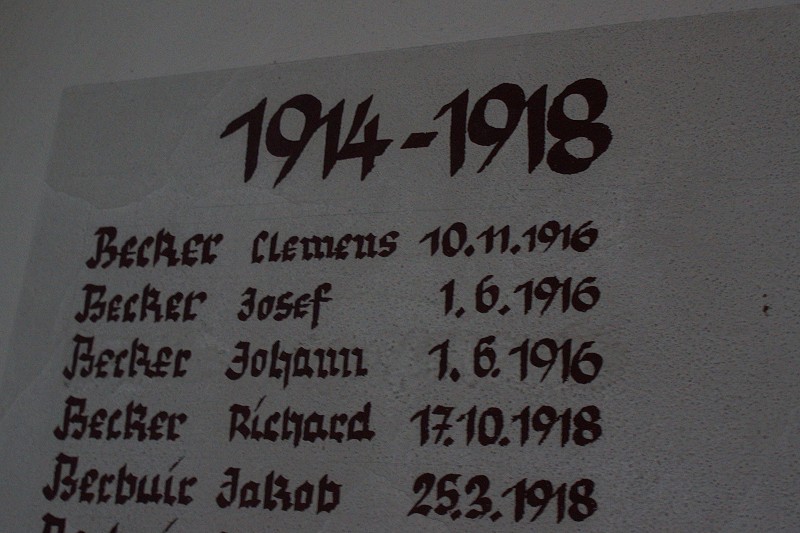 1914-1918
Becker Clemens 10.11.1916
Becker Josef 1.6.1916
Becker Johann 1.6.1916
Becker Richard 17.10.1918
Berbuir Jakob 25.3.1918